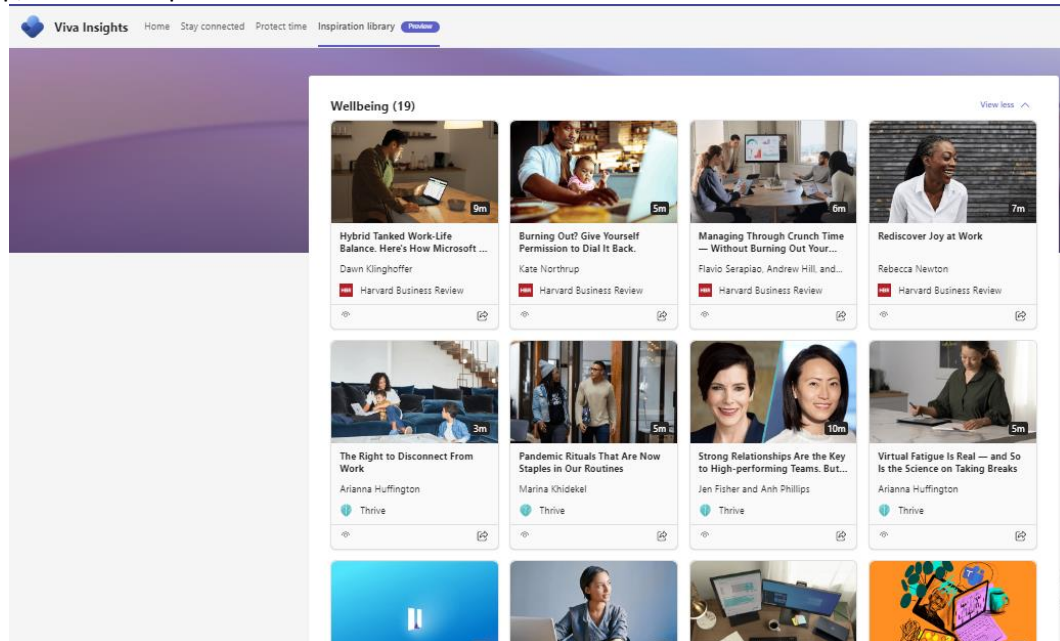 Viva Insights Home Stay connected Protect time Inspiration library Preview
Wellbeing (19)
View less
9m
5m
6m
7m
Hybrid Tanked Work-Life
Balance. Here's How Microsoft ...
Dawn Klinghoffer
Harvard Business Review
Burning Out? Give Yourself
Permission to Dial It Back.
Kate Northrup
Harvard Business Review
Managing Through Crunch Time
— Without Burning Out Your...
Flavio Serapiao, Andrew Hill, and...
Harvard Business Review
Rediscover Joy at Work
Rebecca Newton
Harvard Business Review
3m
5m
10m
5m
The Right to Disconnect From
Work
Arianna Huffington
Thrive
Pandemic Rituals That Are Now
Staples in Our Routines
Marina Khidekel
Thrive
Strong Relationships Are the Key
to High-performing Teams. But...
Jen Fisher and Anh Phillips
Thrive
Virtual Fatigue Is Real — and So
Is the Science on Taking Breaks
Arianna Huffington
Thrive